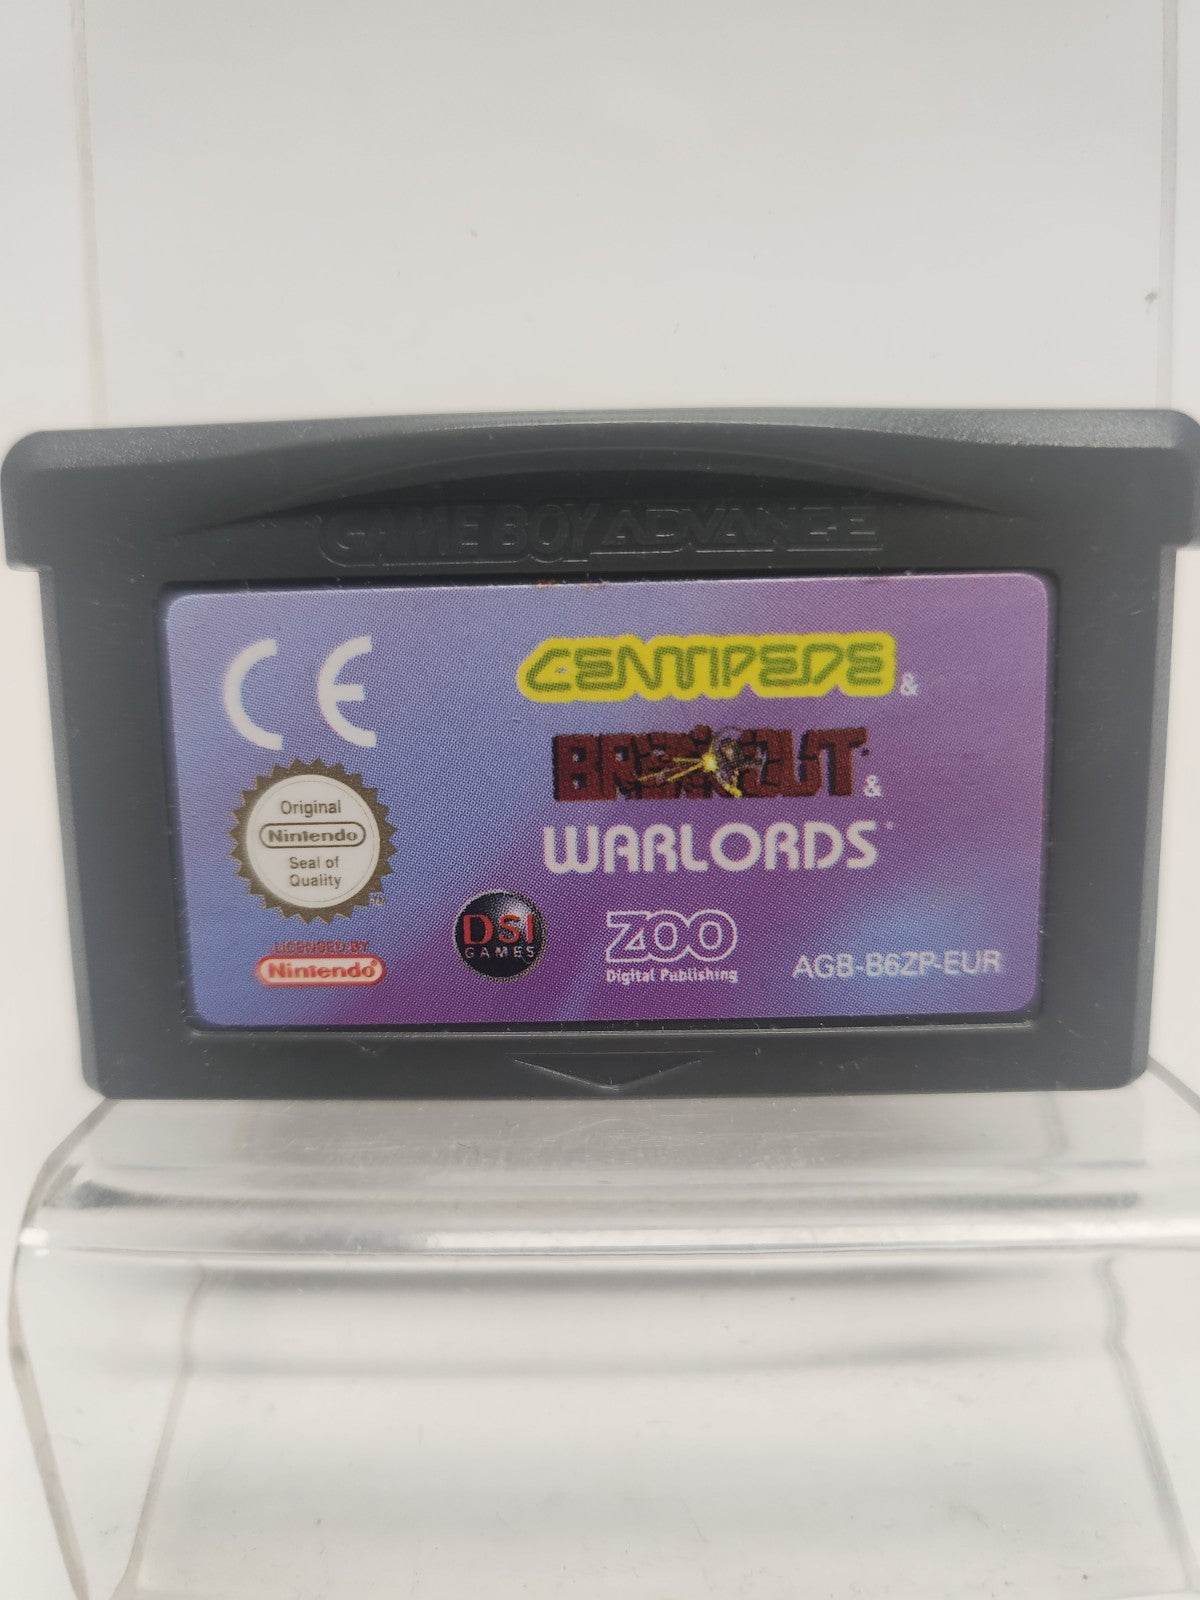 GAME BOY ADVANCE
CE
CENTIPEDE &
BREAKOUT &
WARLORDS
Original
Nintendo
Seal of
Quality
LICENSED BY
Nintendo
DSI
GAMES
ZOO
Digital Publishing
AGB-B6ZP-EUR